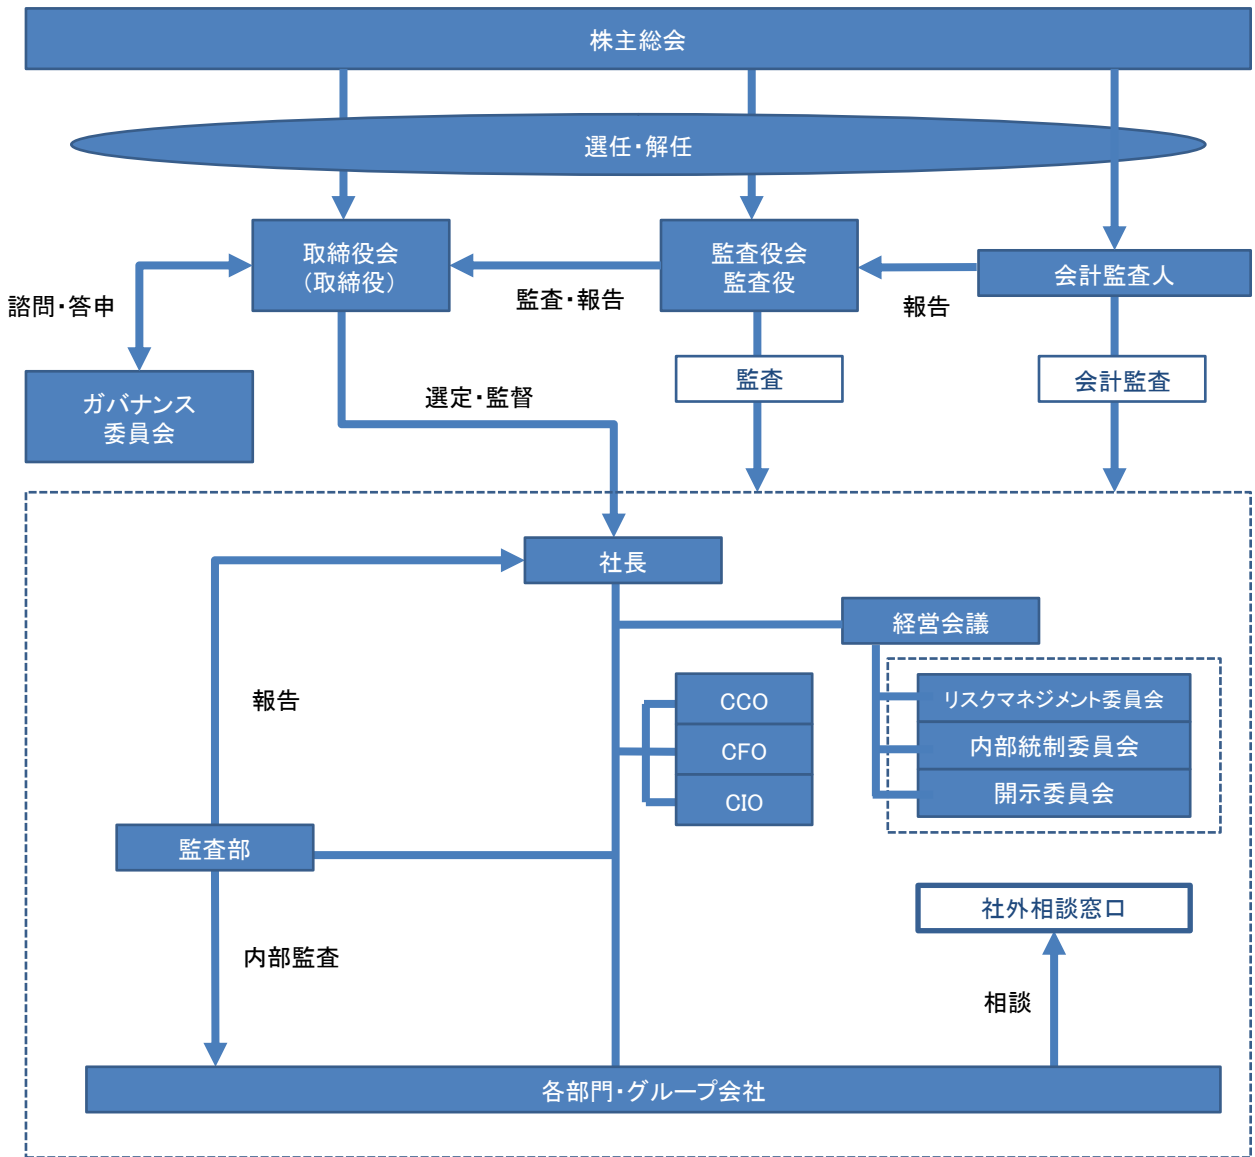 株主総会
選任・解任
取締役会
（取締役）
監査役会
監査役
会計監査人
監査・報告
報告
諮問・答申
ガバナンス
委員会
選定・監督
監査
会計監査
社長
経営会議
報告
CCO
CFO
CIO
リスクマネジメント委員会
内部統制委員会
開示委員会
監査部
社外相談窓口
内部監査
相談
各部門・グループ会社